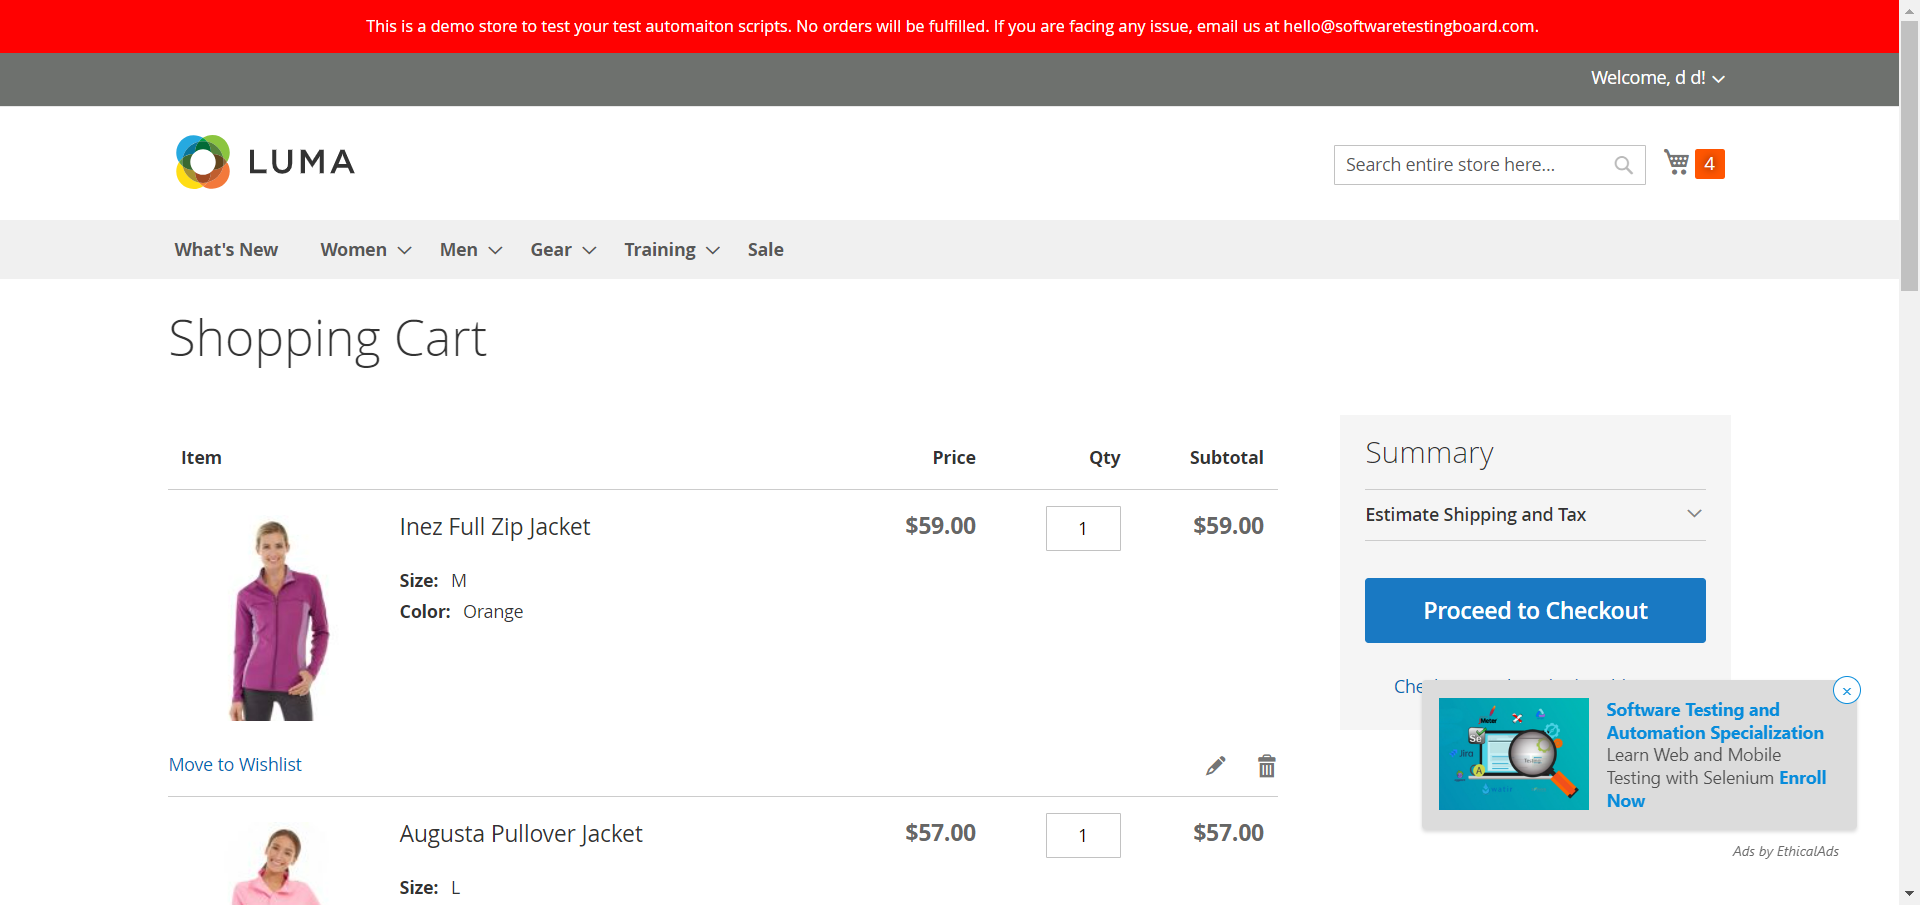 This is a demo store to test your test automaiton scripts. No orders will be fulfilled. If you are facing any issue, email us at hello@softwaretestingboard.com.
Welcome, d d!
LUMA
Search entire store here...
4
What's New Women Men Gear Training Sale
Shopping Cart
Item Price Qty Subtotal
Inez Full Zip Jacket $59.00 1 $59.00
Size: M
Color: Orange
Move to Wishlist
Augusta Pullover Jacket $57.00 1 $57.00
Size: L
Summary
Estimate Shipping and Tax
Proceed to Checkout
Software Testing and
Automation Specialization
Learn Web and Mobile
Testing with Selenium Enroll
Now
Ads by EthicalAds